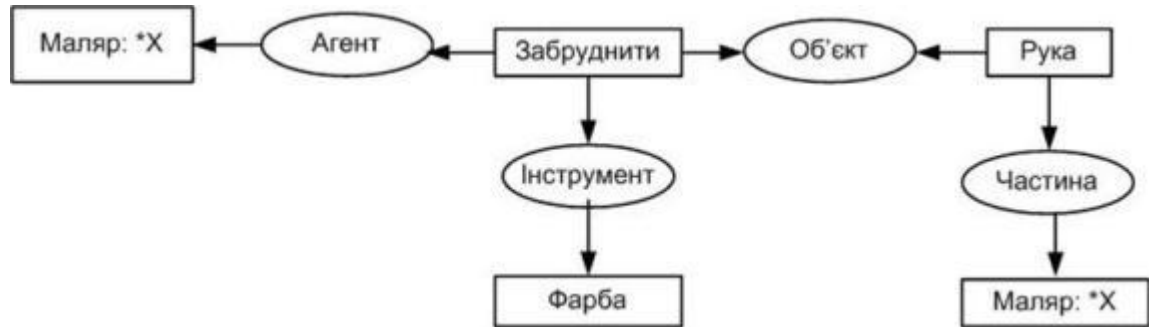 Маляр: *X
Агент
Забруднити
Об’єкт
Рука
Інструмент
Частина
Фарба
Маляр: *X